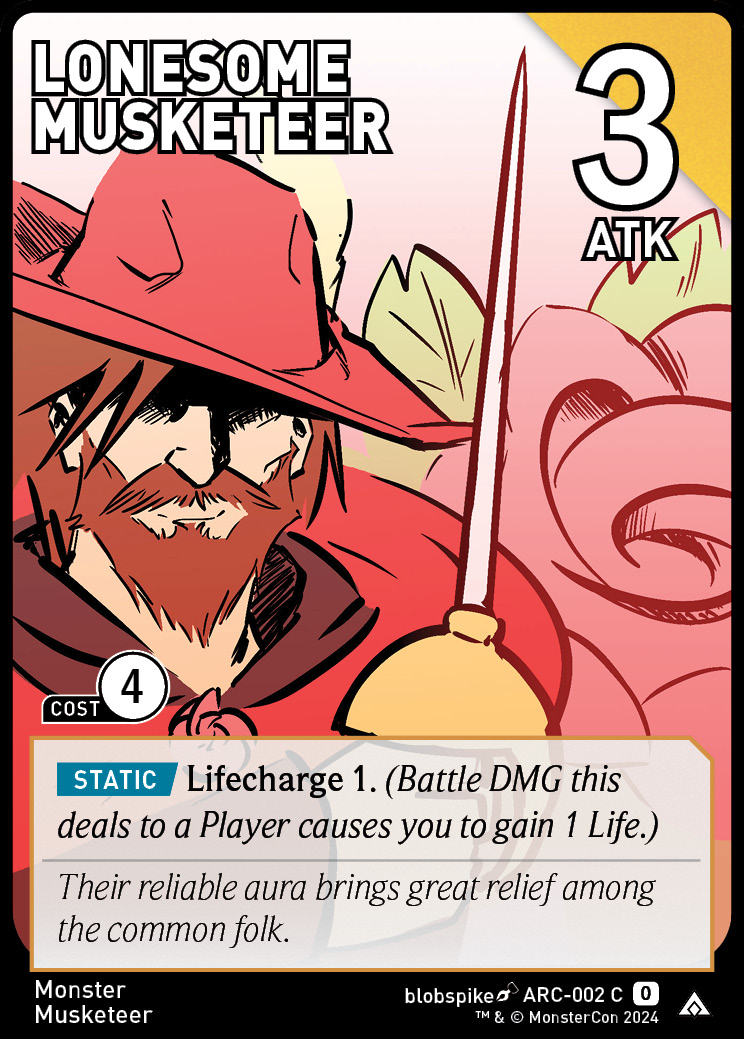 LONESOME
MUSKETEER
3
ATK
COST 4
STATIC Lifecharge 1. (Battle DMG this
deals to a Player causes you to gain 1 Life.)
Their reliable aura brings great relief among
the common folk.
Monster
Musketeer
blobspike ARC-002 C 0
™ & © MonsterCon 2024